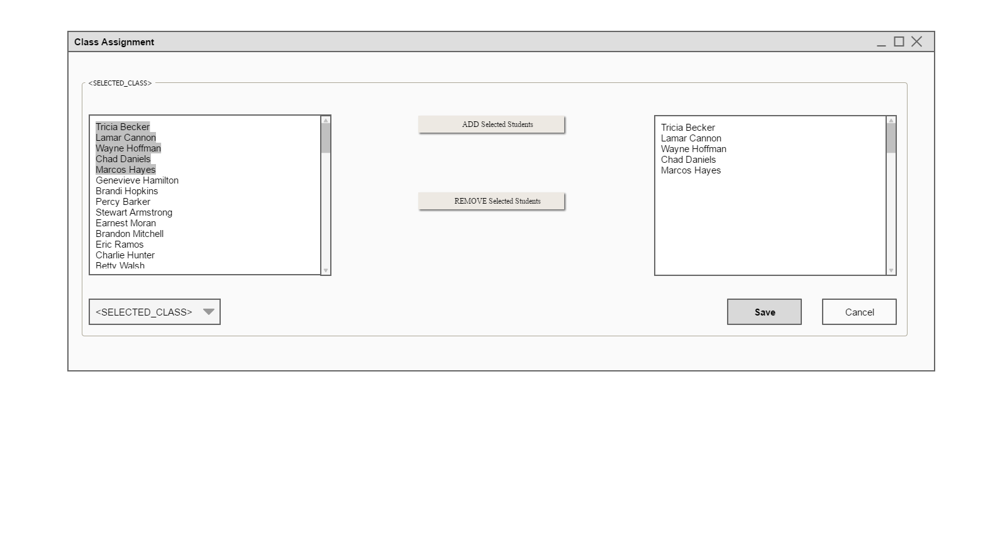 Class Assignment
<SELECTED_CLASS>
Tricia Becker
Lamar Cannon
Wayne Hoffman
Chad Daniels
Marcos Hayes
Genevieve Hamilton
Brandi Hopkins
Percy Barker
Stewart Armstrong
Earnest Moran
Brandon Mitchell
Eric Ramos
Charlie Hunter
Betty Walsh
ADD Selected Students
REMOVE Selected Students
Tricia Becker
Lamar Cannon
Wayne Hoffman
Chad Daniels
Marcos Hayes
<SELECTED_CLASS>
Save
Cancel